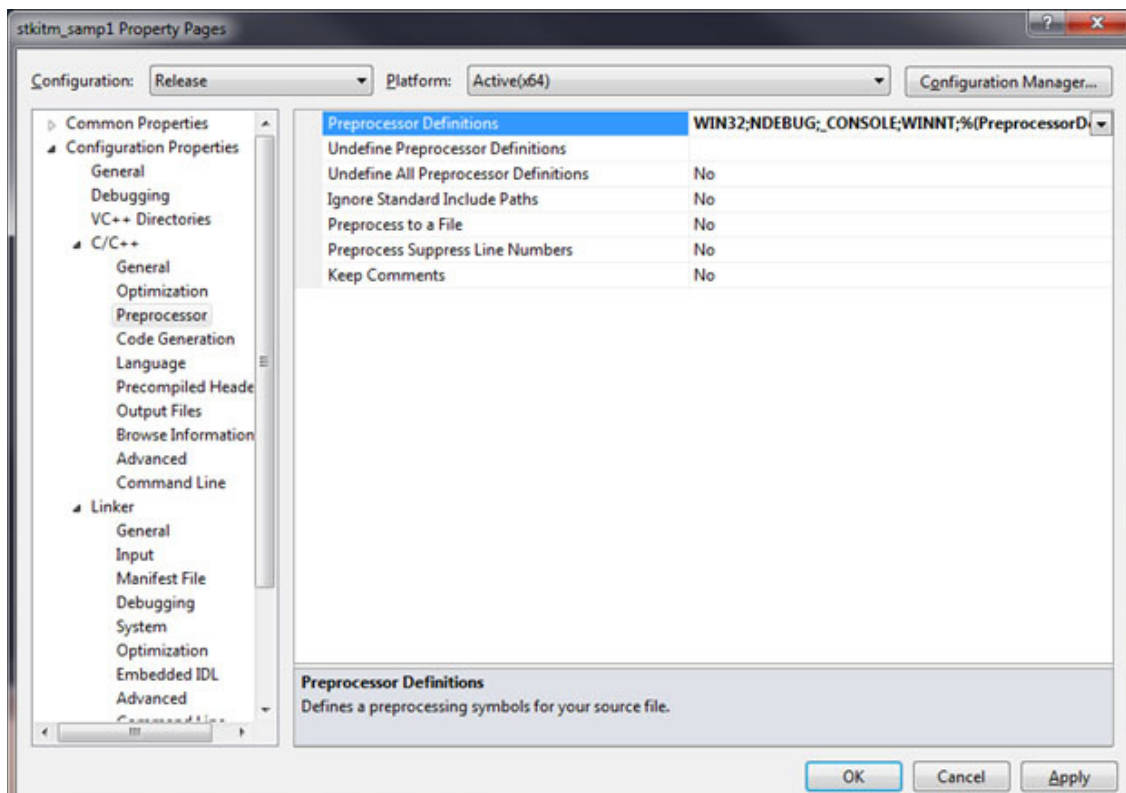 stkitm_samp1 Property Pages
Configuration: Release Platform: Active(x64) Configuration Manager...
Common Properties
Configuration Properties
General
Debugging
VC++ Directories
C/C++
General
Optimization
Preprocessor
Code Generation
Language
Precompiled Heade
Output Files
Browse Information
Advanced
Command Line
Linker
General
Input
Manifest File
Debugging
System
Optimization
Embedded IDL
Advanced
Command Line
Preprocessor Definitions WIN32;NDEBUG;_CONSOLE;WINNT;%(PreprocessorD
Undefine Preprocessor Definitions
Undefine All Preprocessor Definitions No
Ignore Standard Include Paths No
Preprocess to a File No
Preprocess Suppress Line Numbers No
Keep Comments No
Preprocessor Definitions
Defines a preprocessing symbols for your source file.
OK Cancel Apply